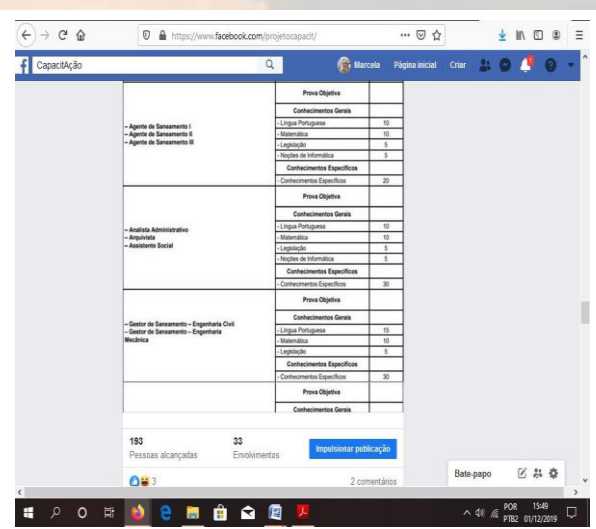 https://www.facebook.com/projetocapacit/
CapacitAção
Marcela Página inicial Criar
Prova Objetiva
Conhecimentos Gerais
– Agente de Saneamento I
– Agente de Saneamento II
– Agente de Saneamento III
- Língua Portuguesa 10
- Matemática 10
- Legislação 5
- Noções de Informática 5
Conhecimentos Específicos
- Conhecimentos Específicos 20
Prova Objetiva
Conhecimentos Gerais
– Analista Administrativo
– Arquivista
– Assistente Social
- Língua Portuguesa 10
- Matemática 10
- Legislação 5
- Noções de Informática 5
Conhecimentos Específicos
- Conhecimentos Específicos 30
Prova Objetiva
Conhecimentos Gerais
– Gestor de Saneamento – Engenharia Civil
– Gestor de Saneamento – Engenharia
Mecânica
- Língua Portuguesa 15
- Matemática 10
- Legislação 5
Conhecimentos Específicos
- Conhecimentos Específicos 30
Prova Objetiva
Conhecimentos Gerais
193 33
Pessoas alcançadas Envolvimentos
Impulsionar publicação
3 2 comentários
Bate-papo
POR 15:49
PTB2 01/12/2019